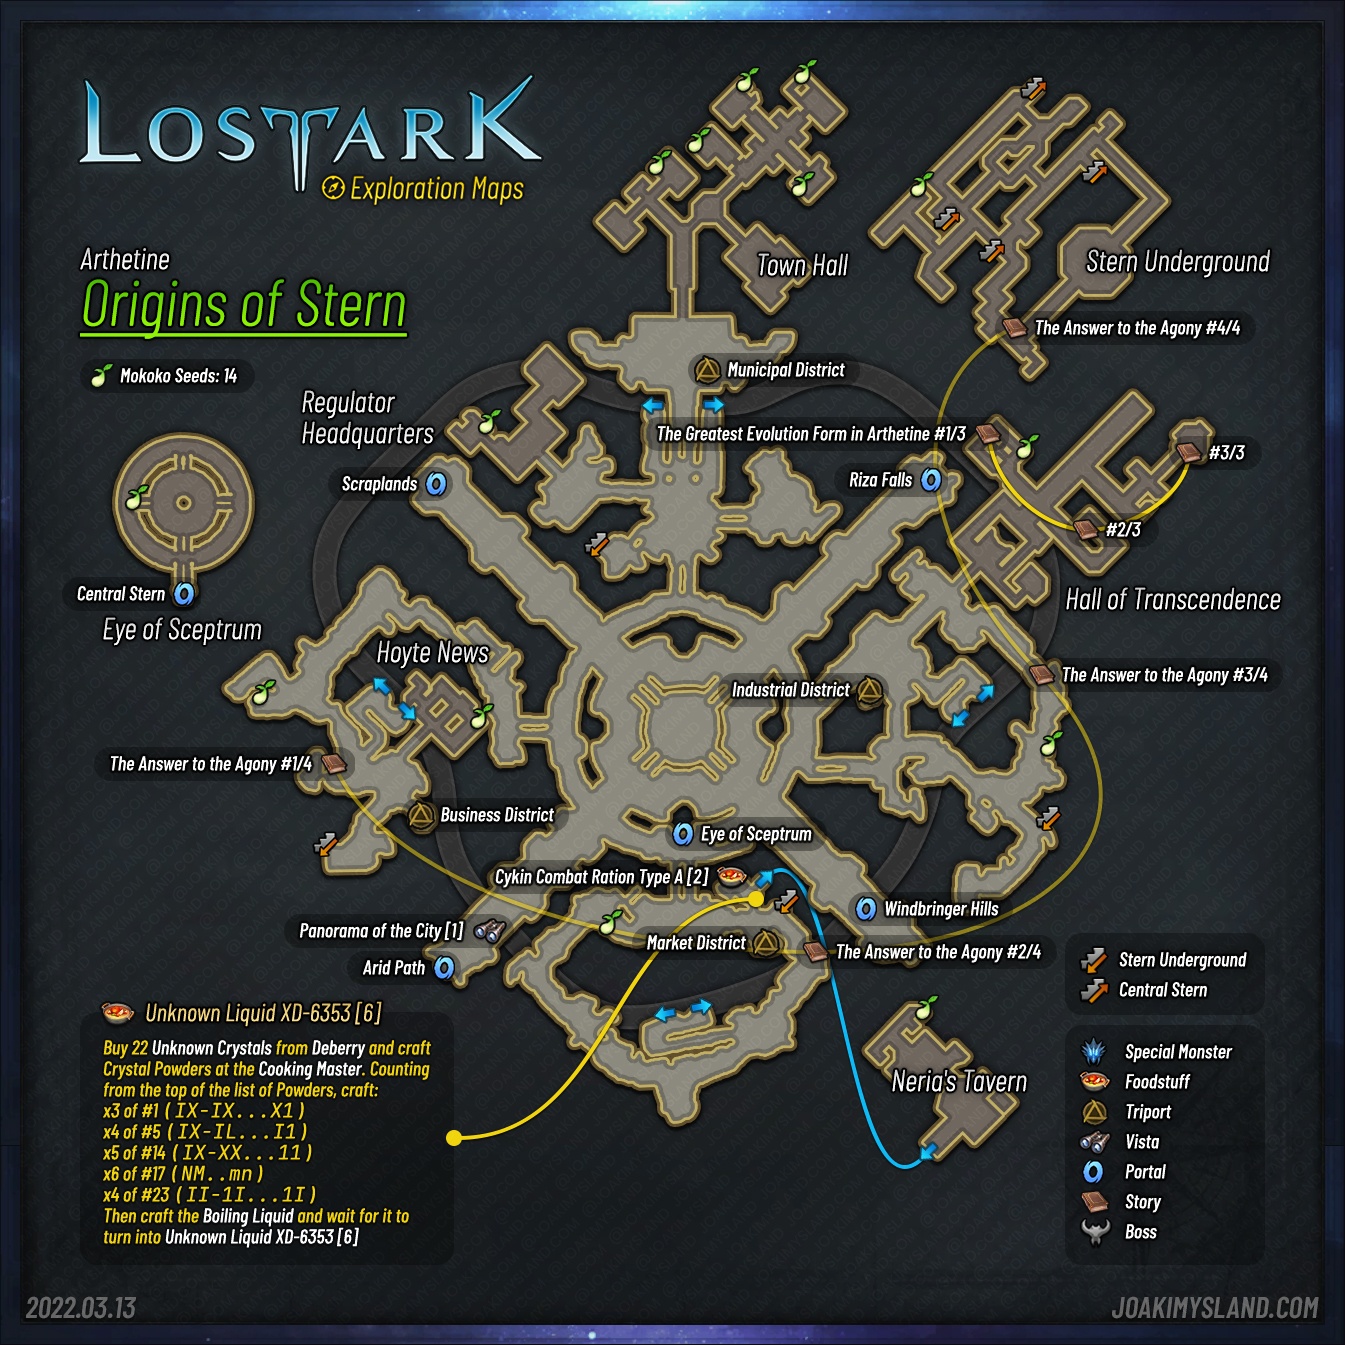 LOSTARK
Exploration Maps
Arthetine
Origins of Stern
Mokoko Seeds: 14
Town Hall
Stern Underground
The Answer to the Agony #4/4
Municipal District
Regulator
Headquarters
The Greatest Evolution Form in Arthetine #1/3
#3/3
Scraplands
Riza Falls
#2/3
Central Stern
Eye of Sceptrum
Hall of Transcendence
Hoyte News
The Answer to the Agony #3/4
Industrial District
The Answer to the Agony #1/4
Business District
Eye of Sceptrum
Cykin Combat Ration Type A [2]
Windbringer Hills
Panorama of the City [1]
Market District
The Answer to the Agony #2/4
Arid Path
Stern Underground
Central Stern
Unknown Liquid XD-6353 [6]
Buy 22 Unknown Crystals from Deberry and craft
Crystal Powders at the Cooking Master. Counting
from the top of the list of Powders, craft:
x3 of #1 (IX-IX...X1)
x4 of #5 (IX-IL...I1)
x5 of #14 (IX-XX...11)
x6 of #17 (NM..mn)
x4 of #23 (II-1I...1I)
Then craft the Boiling Liquid and wait for it to
turn into Unknown Liquid XD-6353 [6]
Neria's Tavern
Special Monster
Foodstuff
Triport
Vista
Portal
Story
Boss
2022.03.13
JOAKIMYSLAND.COM